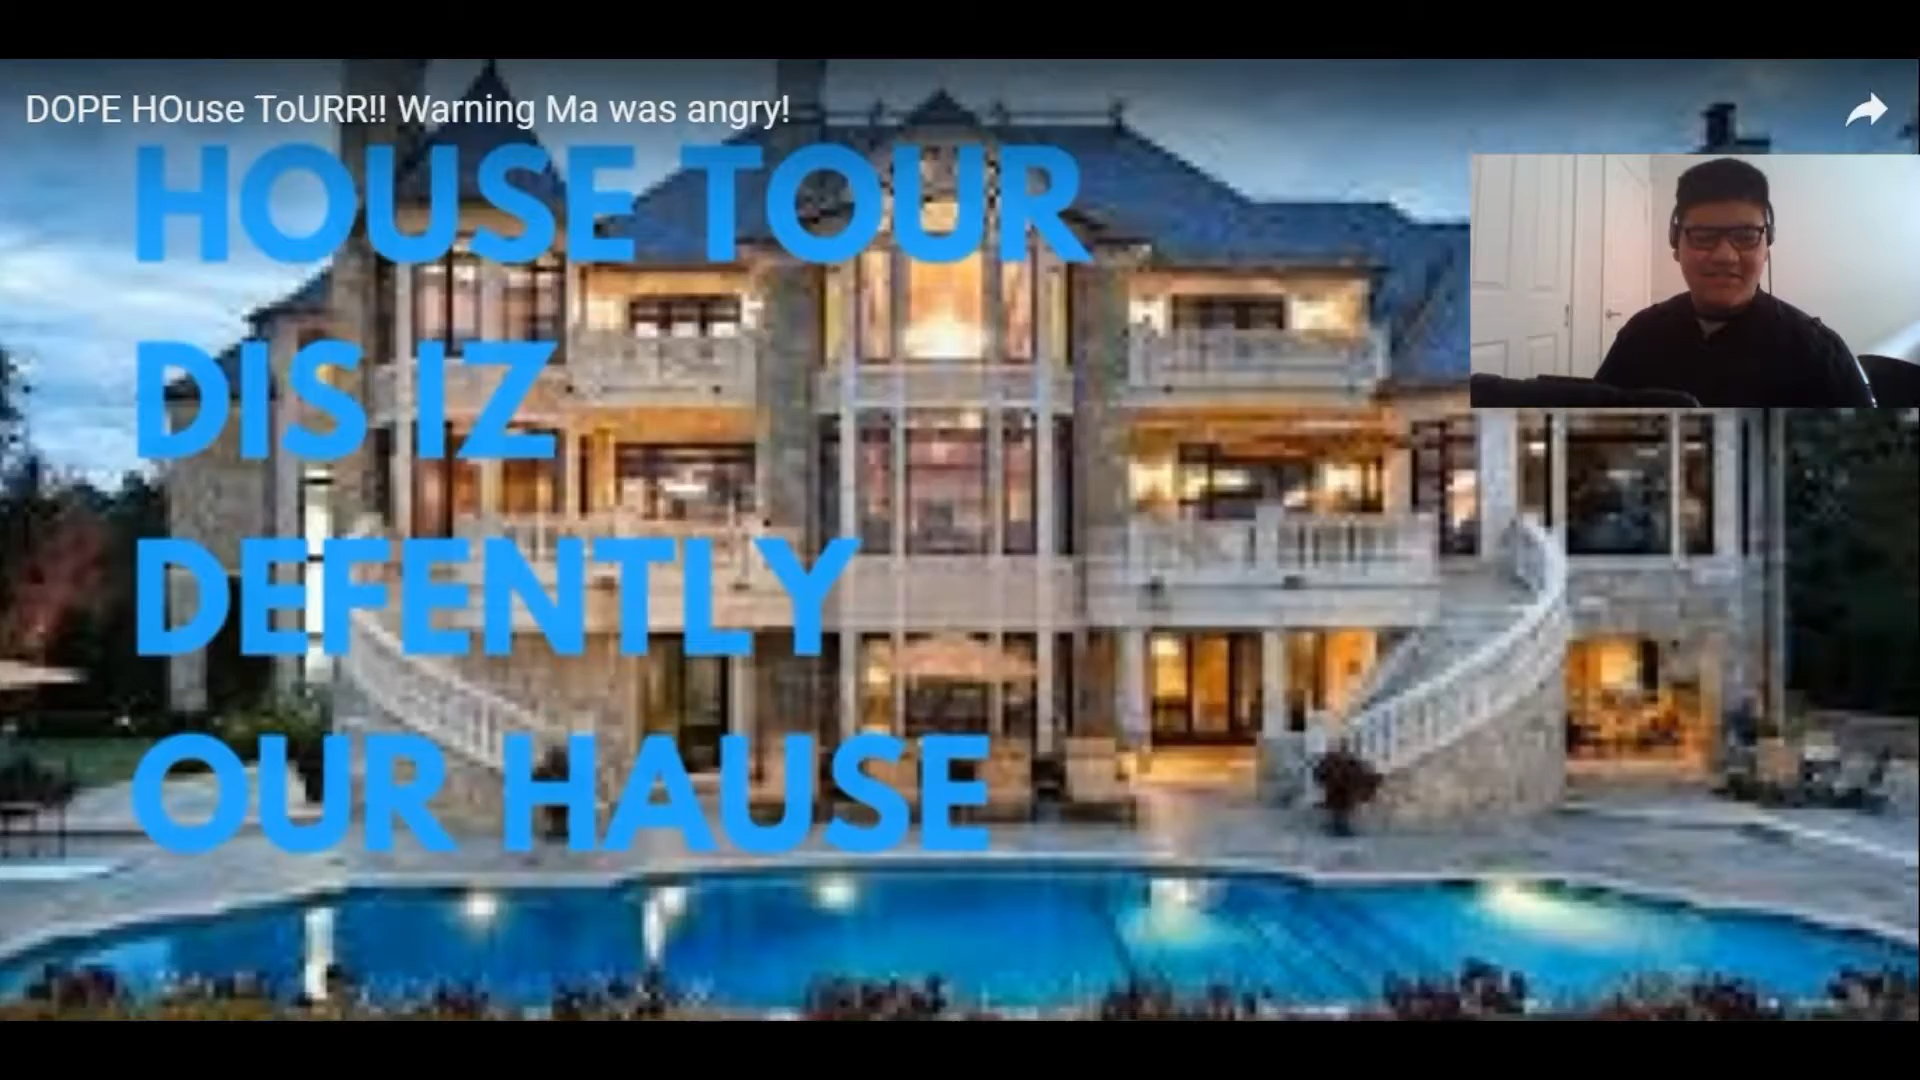 DOPE HOuse ToURR!! Warning Ma was angry!
HOUSE TOUR
DIS IZ
DEFENTLY
OUR HAUSE